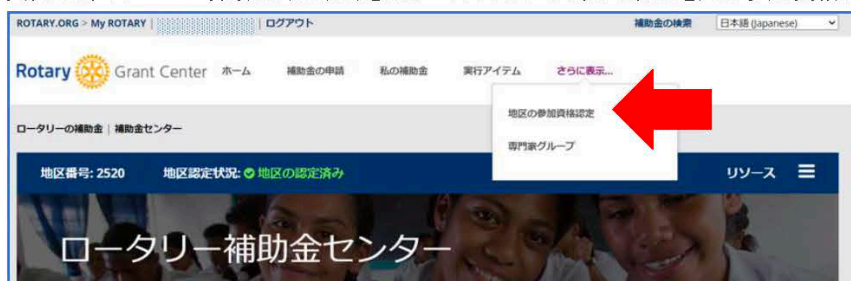 ROTARY.ORG > My ROTARY | | ログアウト 補助金の検索 日本語 (Japanese)
Rotary Grant Center ホーム 補助金の申請 私の補助金 実行アイテム さらに表示...
地区の参加資格認定
ロータリーの補助金 | 補助金センター
専門家グループ
地区番号: 2520 地区認定状況: 地区の認定済み リソース
ロータリー補助金センター